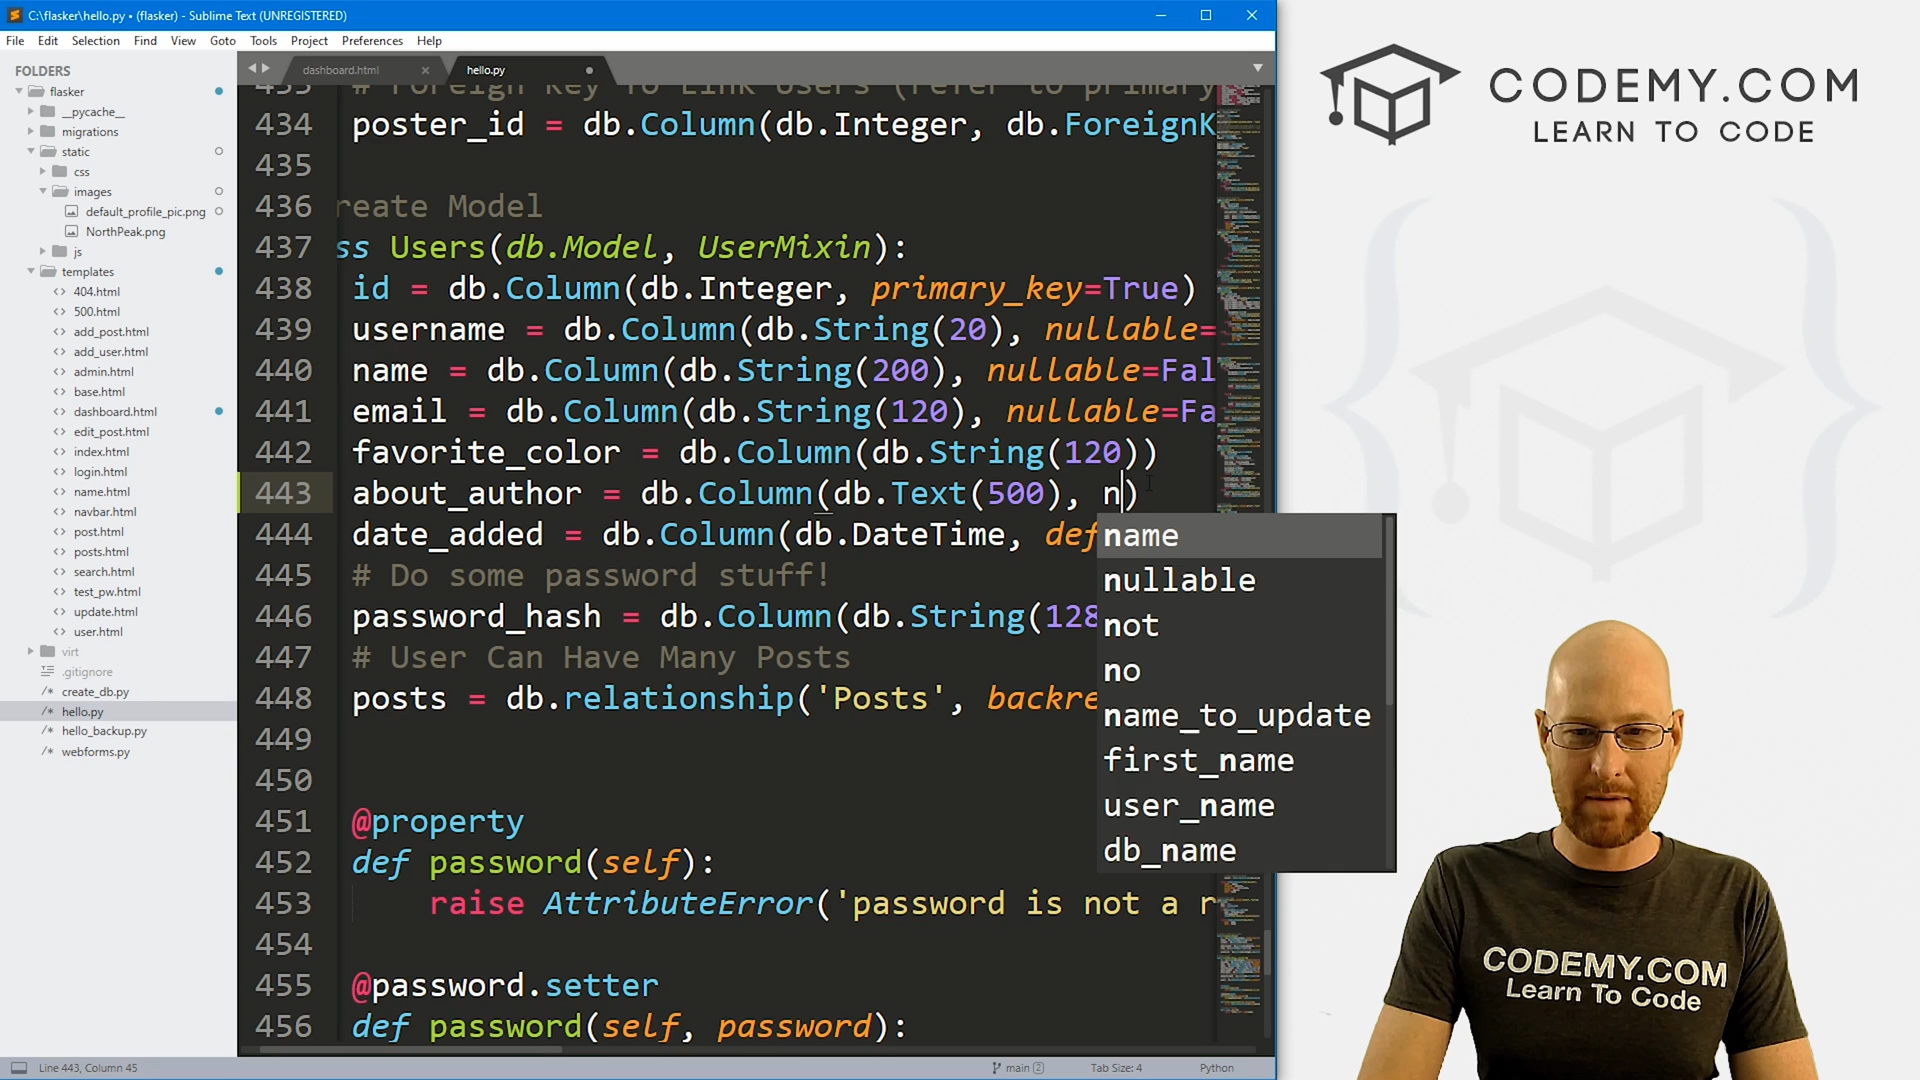 C:\flasker\hello.py • (flasker) - Sublime Text (UNREGISTERED)
File Edit Selection Find View Goto Tools Project Preferences Help
FOLDERS
flasker
__pycache__
migrations
static
css
images
default_profile_pic.png
NorthPeak.png
js
templates
404.html
500.html
add_post.html
add_user.html
admin.html
base.html
dashboard.html
edit_post.html
index.html
login.html
name.html
navbar.html
post.html
posts.html
search.html
test_pw.html
update.html
user.html
virt
.gitignore
create_db.py
hello.py
hello_backup.py
webforms.py
dashboard.html hello.py
# Foreign Key To Link Users (refer to primary
434 poster_id = db.Column(db.Integer, db.ForeignK
435
436 reate Model
437 ss Users(db.Model, UserMixin):
438 id = db.Column(db.Integer, primary_key=True)
439 username = db.Column(db.String(20), nullable=
440 name = db.Column(db.String(200), nullable=Fal
441 email = db.Column(db.String(120), nullable=Fa
442 favorite_color = db.Column(db.String(120))
443 about_author = db.Column(db.Text(500), n)
444 date_added = db.Column(db.DateTime, def
445 # Do some password stuff!
446 password_hash = db.Column(db.String(128
447 # User Can Have Many Posts
448 posts = db.relationship('Posts', backre
449
450
451 @property
452 def password(self):
453 raise AttributeError('password is not a r
454
455 @password.setter
456 def password(self, password):
name
nullable
not
no
name_to_update
first_name
user_name
db_name
Line 443, Column 45
main 2
Tab Size: 4
Python
CODEMY.COM
LEARN TO CODE
CODEMY.COM
Learn To Code